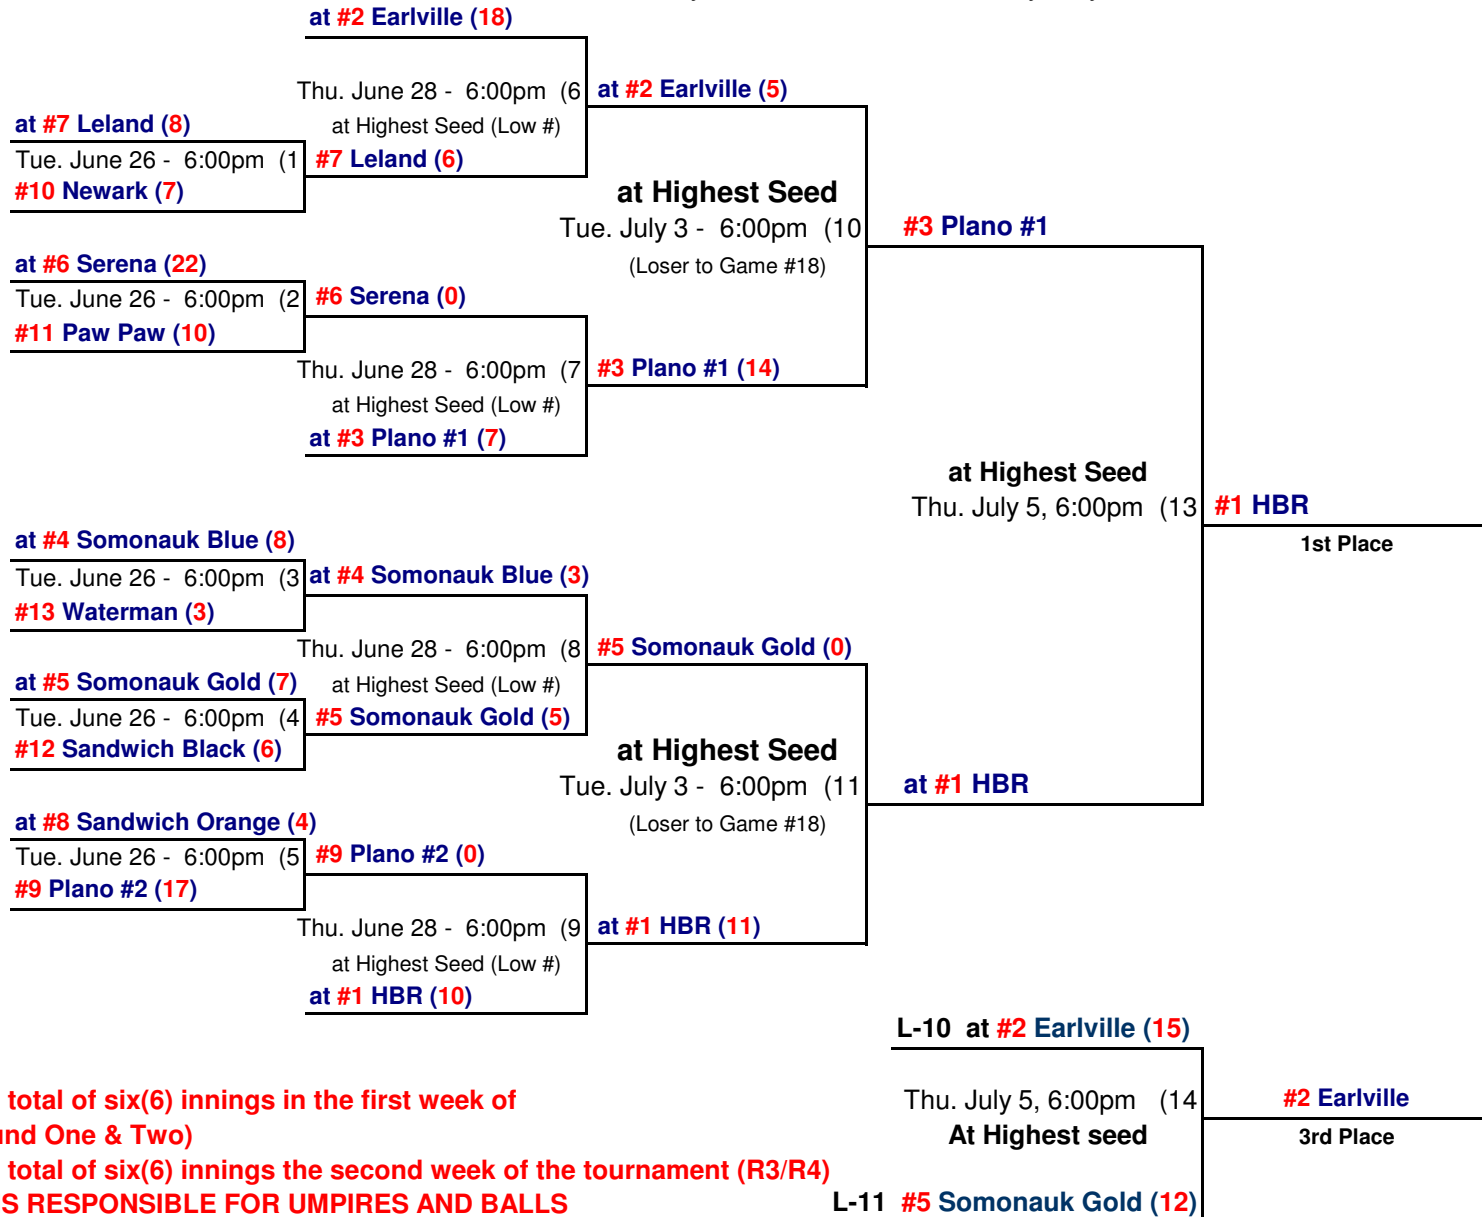 at #2 Earlville (18)
Thu. June 28 - 6:00pm (6
at #2 Earlville (5)
at #7 Leland (8)
at Highest Seed (Low #)
Tue. June 26 - 6:00pm (1
#7 Leland (6)
#10 Newark (7)
at Highest Seed
Tue. July 3 - 6:00pm (10
#3 Plano #1
(Loser to Game #18)
at #6 Serena (22)
Tue. June 26 - 6:00pm (2
#6 Serena (0)
#11 Paw Paw (10)
Thu. June 28 - 6:00pm (7
#3 Plano #1 (14)
at Highest Seed (Low #)
at #3 Plano #1 (7)
at Highest Seed
Thu. July 5, 6:00pm (13
#1 HBR
1st Place
at #4 Somonauk Blue (8)
Tue. June 26 - 6:00pm (3
at #4 Somonauk Blue (3)
#13 Waterman (3)
Thu. June 28 - 6:00pm (8
#5 Somonauk Gold (0)
at #5 Somonauk Gold (7)
at Highest Seed (Low #)
Tue. June 26 - 6:00pm (4
#5 Somonauk Gold (5)
#12 Sandwich Black (6)
at Highest Seed
Tue. July 3 - 6:00pm (11
at #1 HBR
(Loser to Game #18)
at #8 Sandwich Orange (4)
Tue. June 26 - 6:00pm (5
#9 Plano #2 (0)
#9 Plano #2 (17)
Thu. June 28 - 6:00pm (9
at #1 HBR (11)
at Highest Seed (Low #)
at #1 HBR (10)
L-10 at #2 Earlville (15)
Thu. July 5, 6:00pm (14
#2 Earlville
At Highest seed
3rd Place
L-11 #5 Somonauk Gold (12)
total of six(6) innings in the first week of
und One & Two)
total of six(6) innings the second week of the tournament (R3/R4)
S RESPONSIBLE FOR UMPIRES AND BALLS